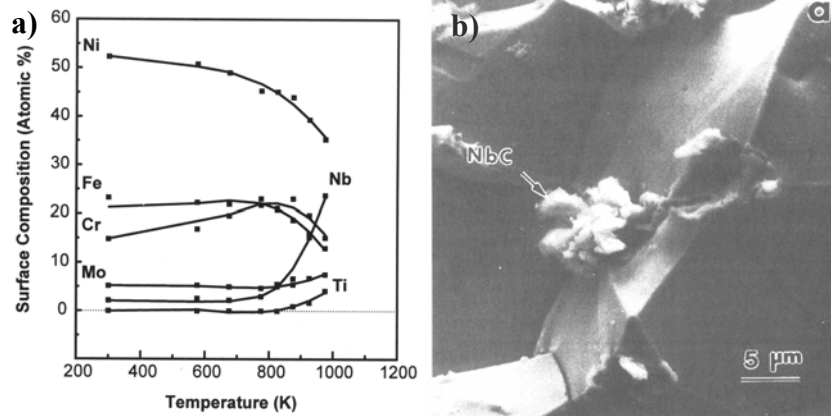 a)
60
50
40
30
20
10
0
Surface Composition (Atomic %)
Ni
Fe
Cr
Mo
Nb
Ti
200 400 600 800 1000 1200
Temperature (K)
b)
a
NbC
5 μm